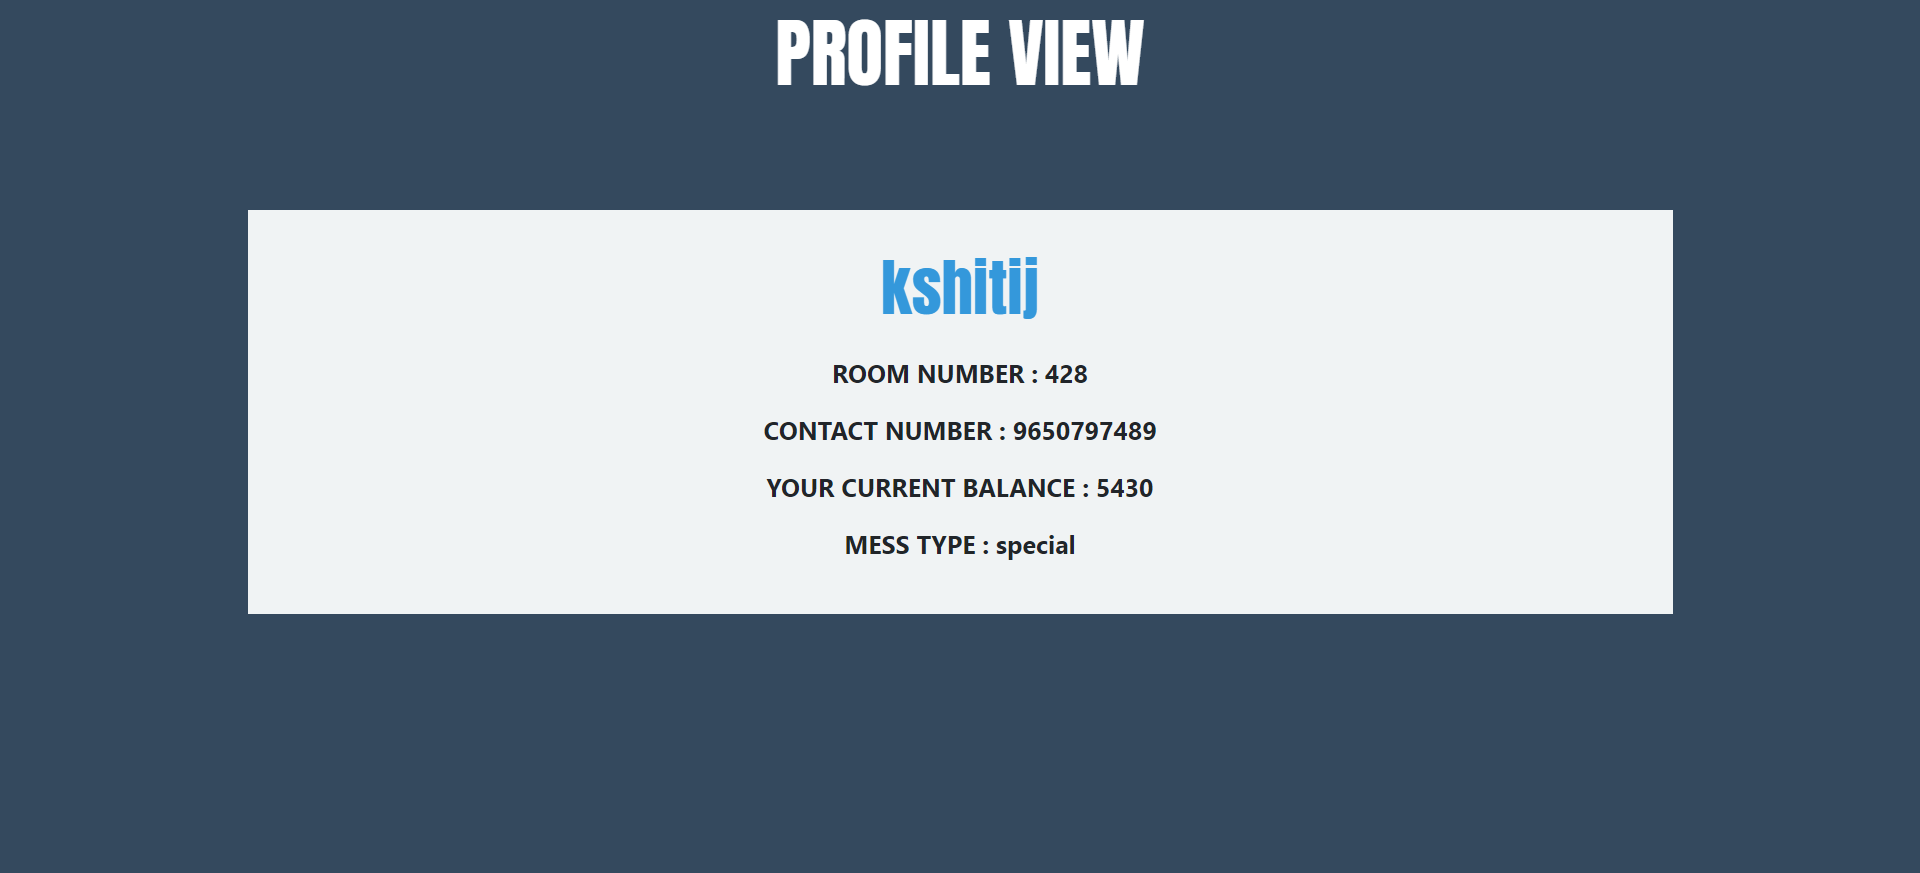 PROFILE VIEW
kshitij
ROOM NUMBER : 428
CONTACT NUMBER : 9650797489
YOUR CURRENT BALANCE : 5430
MESS TYPE : special